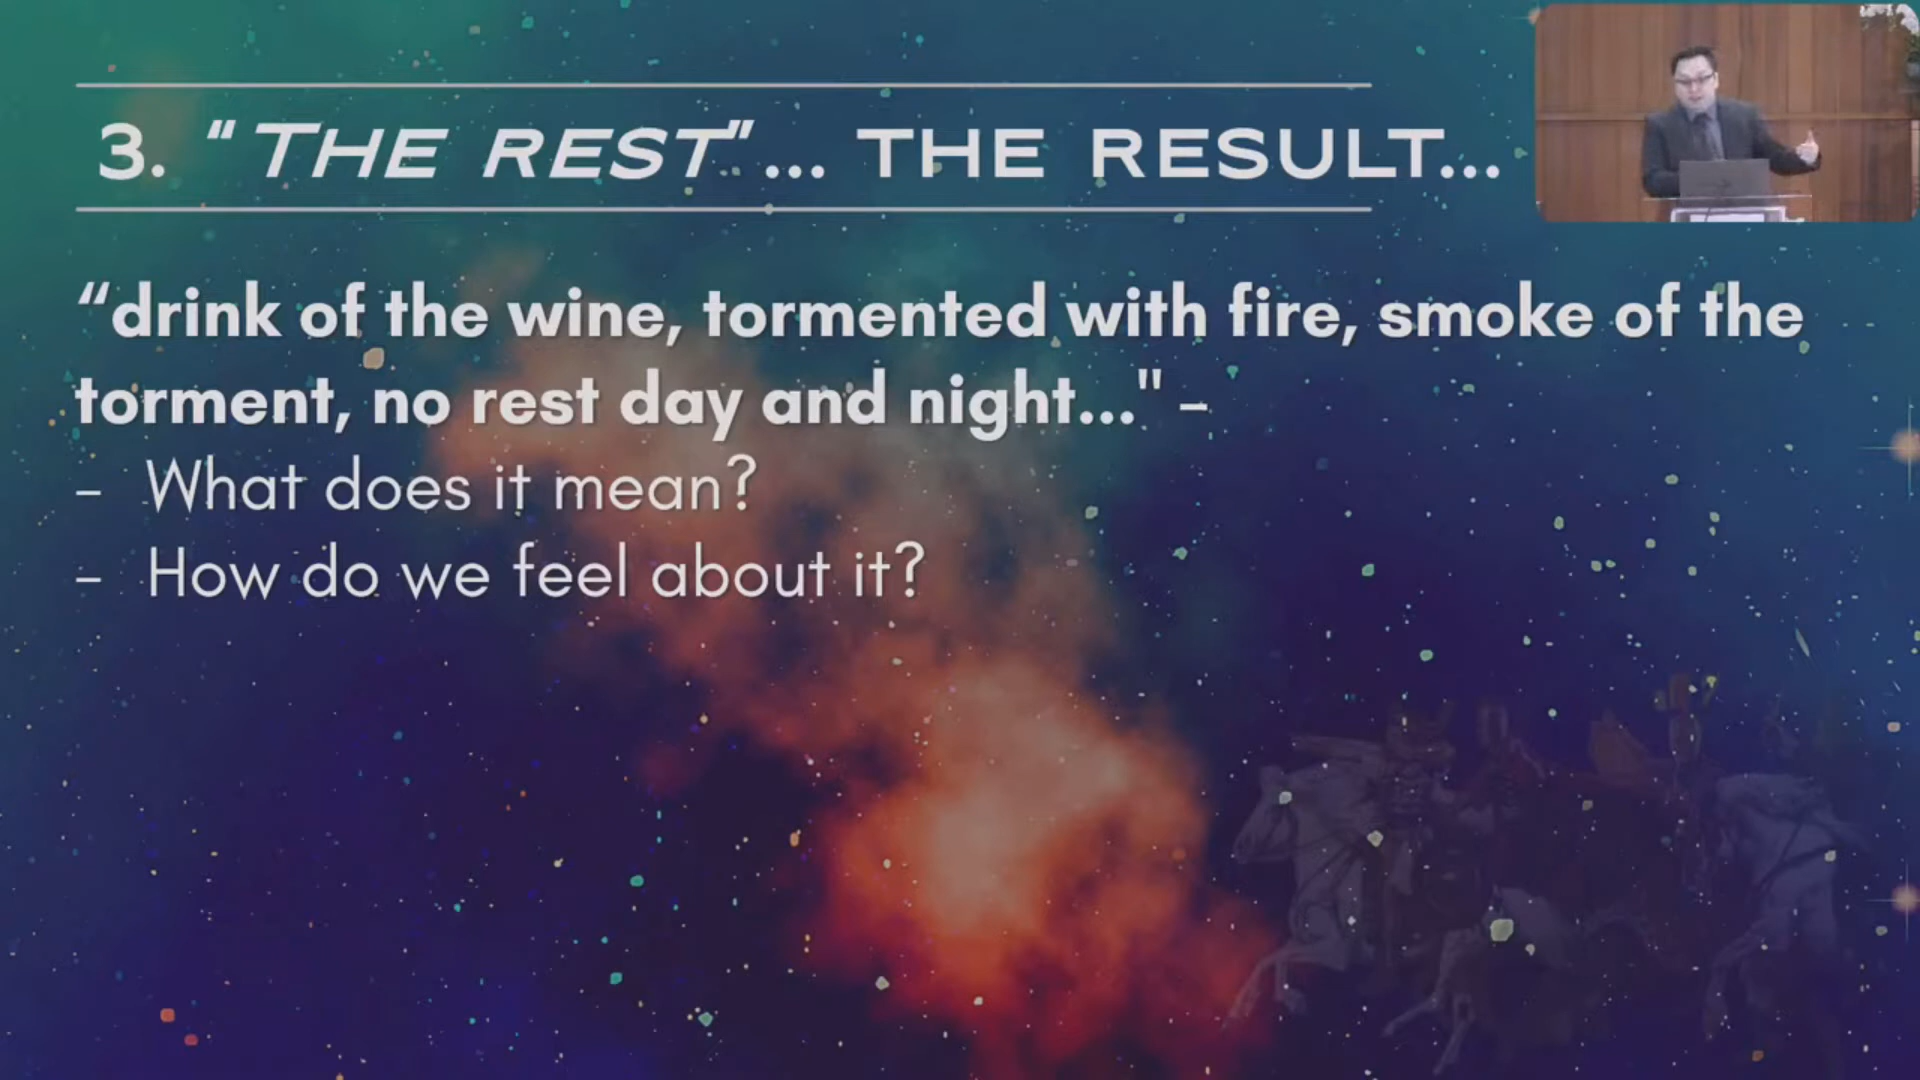 3. "THE REST"... THE RESULT...
“drink of the wine, tormented with fire, smoke of the
torment, no rest day and night..." –
– What does it mean?
– How do we feel about it?